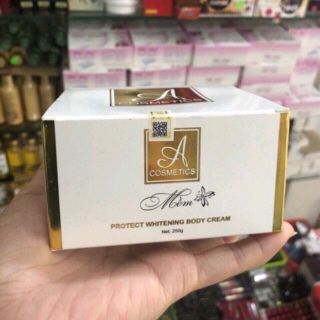 A
COSMETICS
Mềm
PROTECT WHITENING BODY CREAM
Net. 250g